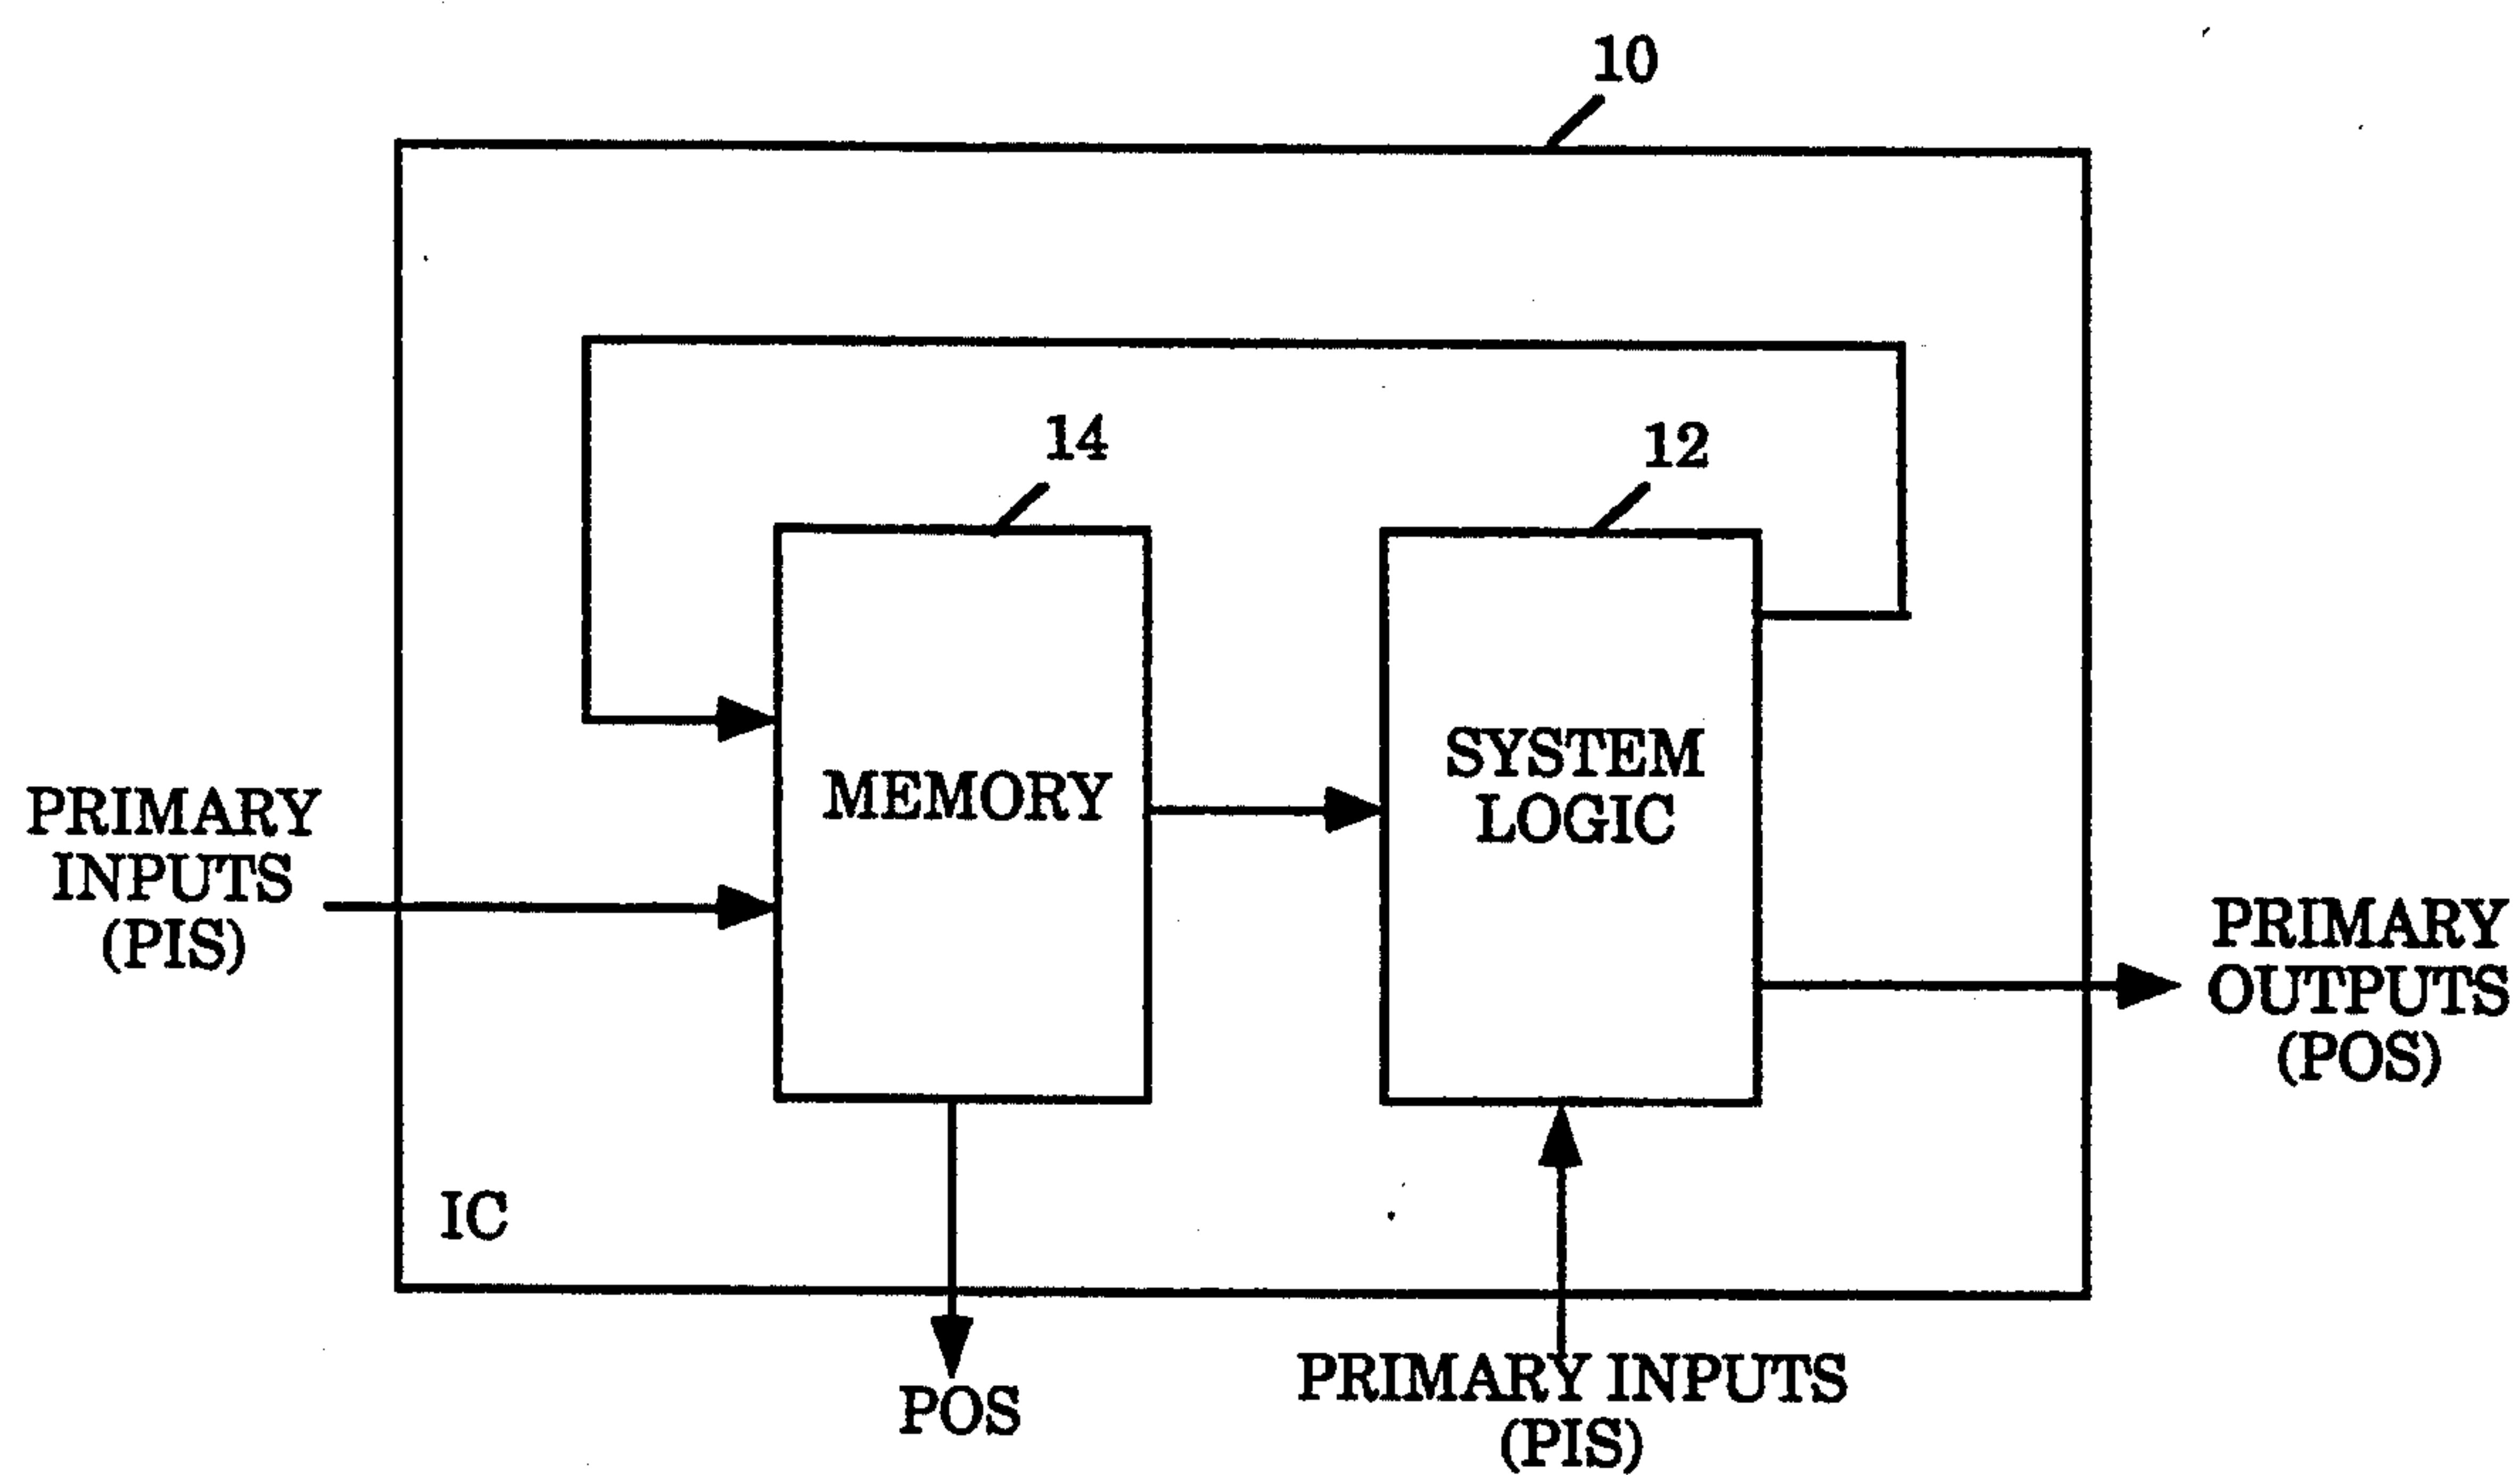 10
14
12
MEMORY
SYSTEM
LOGIC
PRIMARY
INPUTS
(PIS)
PRIMARY
OUTPUTS
(POS)
IC
POS
PRIMARY INPUTS
(PIS)